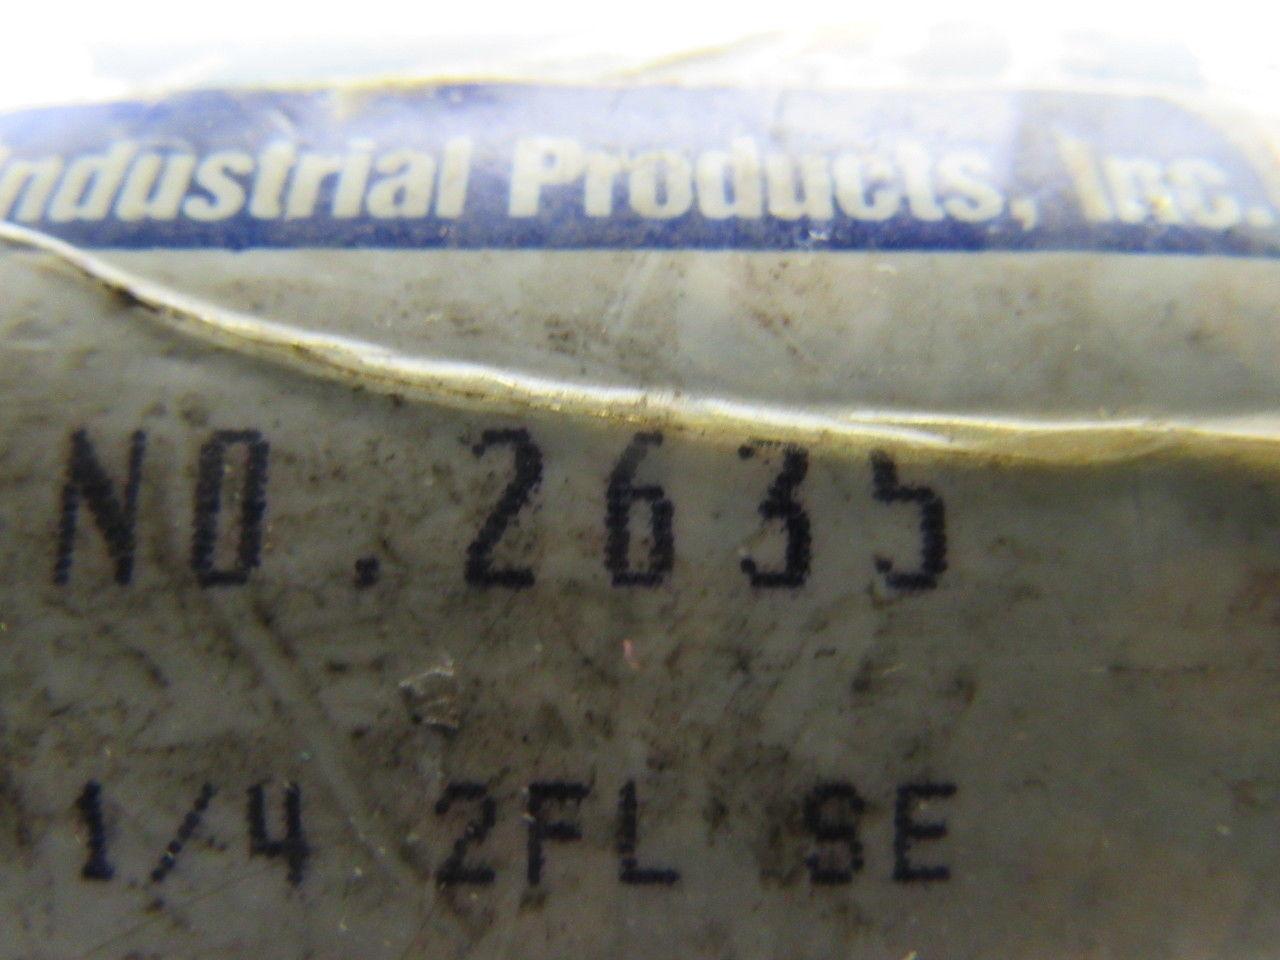 Industrial Products, Inc.
NO. 2635
1/4 2FL SE